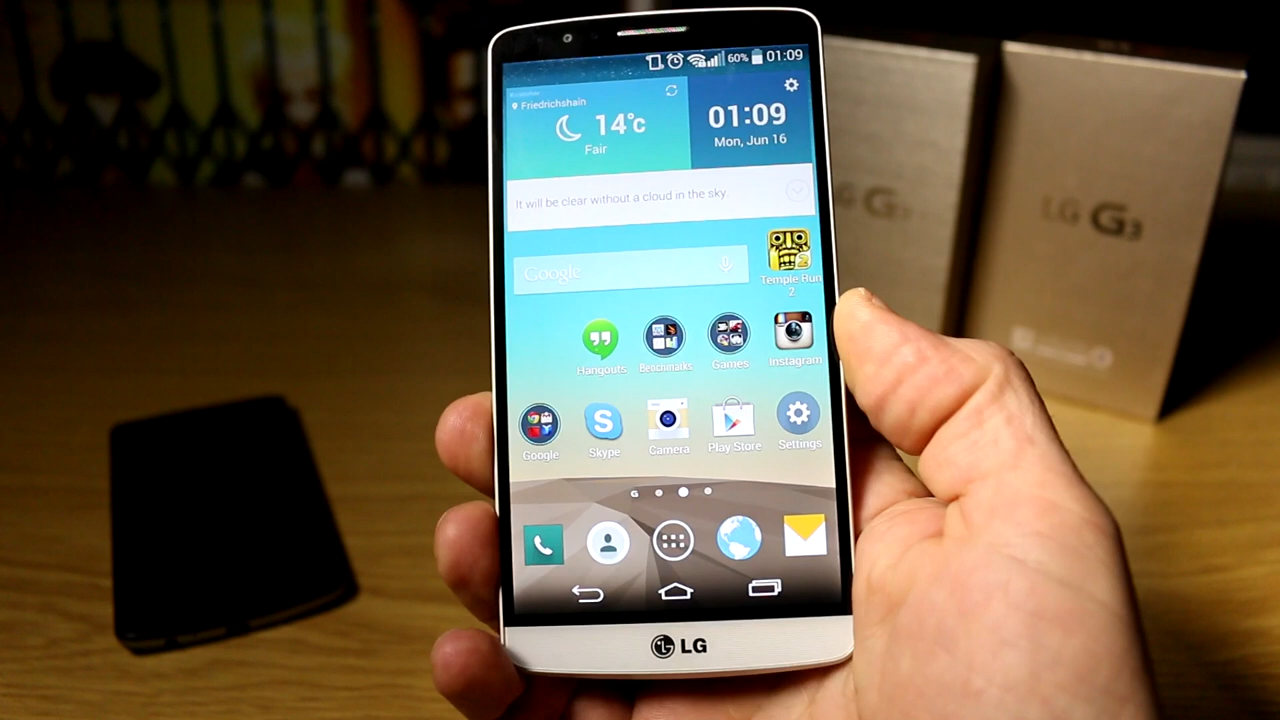 60% 01:09
Friedrichshain
14°C
Fair
01:09
Mon, Jun 16
It will be clear without a cloud in the sky.
Google
Temple Run
2
Hangouts
Benchmarks
Games
Instagram
Google
Skype
Camera
Play Store
Settings
LG
LG G3
LG G3